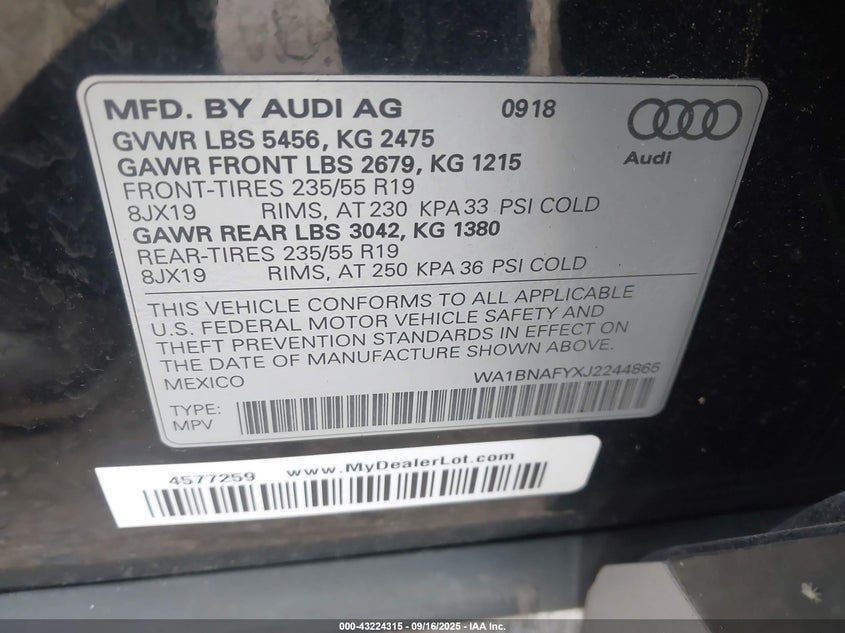 MFD. BY AUDI AG 0918
Audi
GVWR LBS 5456, KG 2475
GAWR FRONT LBS 2679, KG 1215
FRONT-TIRES 235/55 R19
8JX19 RIMS, AT 230 KPA 33 PSI COLD
GAWR REAR LBS 3042, KG 1380
REAR-TIRES 235/55 R19
8JX19 RIMS, AT 250 KPA 36 PSI COLD
THIS VEHICLE CONFORMS TO ALL APPLICABLE
U.S. FEDERAL MOTOR VEHICLE SAFETY AND
THEFT PREVENTION STANDARDS IN EFFECT ON
THE DATE OF MANUFACTURE SHOWN ABOVE.
MEXICO WA1BNAFYXJ2244865
TYPE:
MPV
4577259 www.MyDealerLot.com
000-43224315 - 09/16/2025 - IAA Inc.